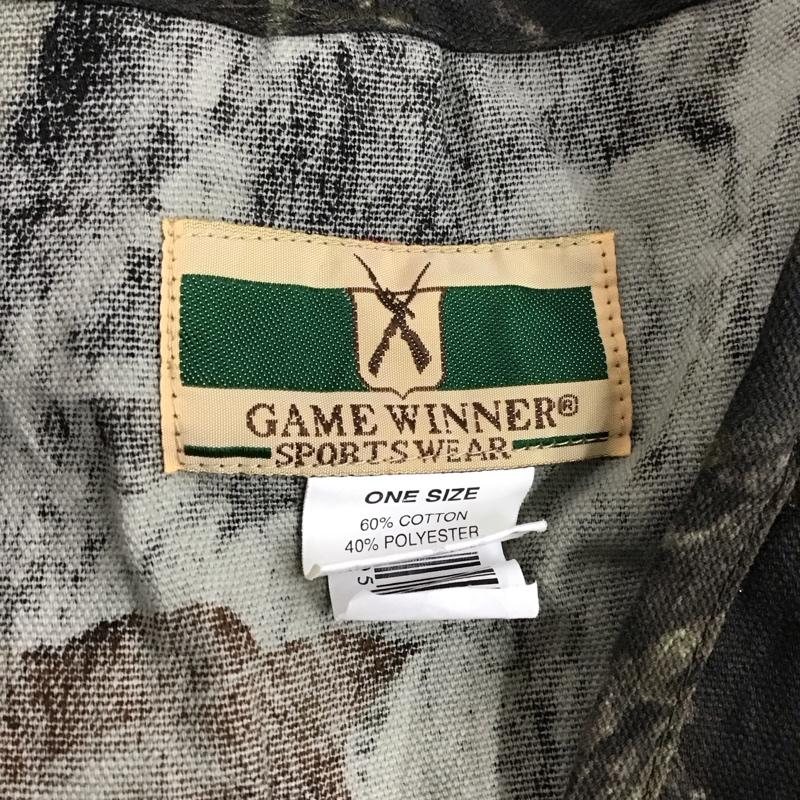 GAME WINNER®
SPORTSWEAR
ONE SIZE
60% COTTON
40% POLYESTER